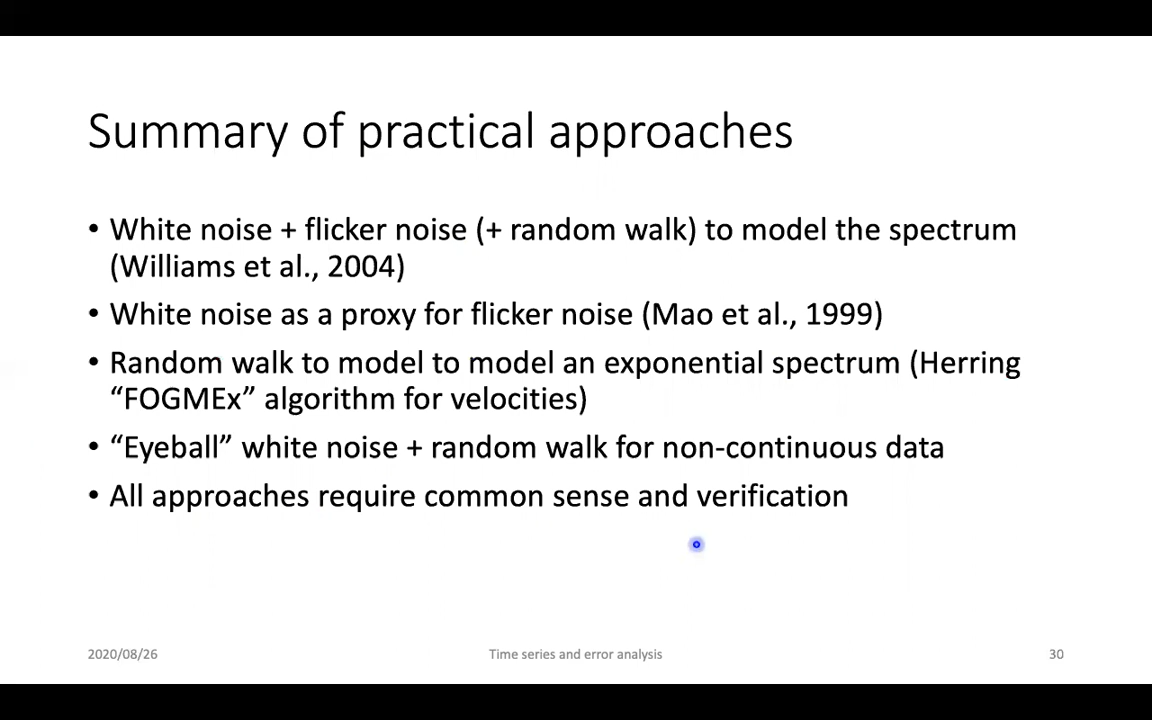 Summary of practical approaches
• White noise + flicker noise (+ random walk) to model the spectrum
(Williams et al., 2004)
• White noise as a proxy for flicker noise (Mao et al., 1999)
• Random walk to model to model an exponential spectrum (Herring
“FOGMEx” algorithm for velocities)
• “Eyeball” white noise + random walk for non-continuous data
• All approaches require common sense and verification
2020/08/26
Time series and error analysis
30